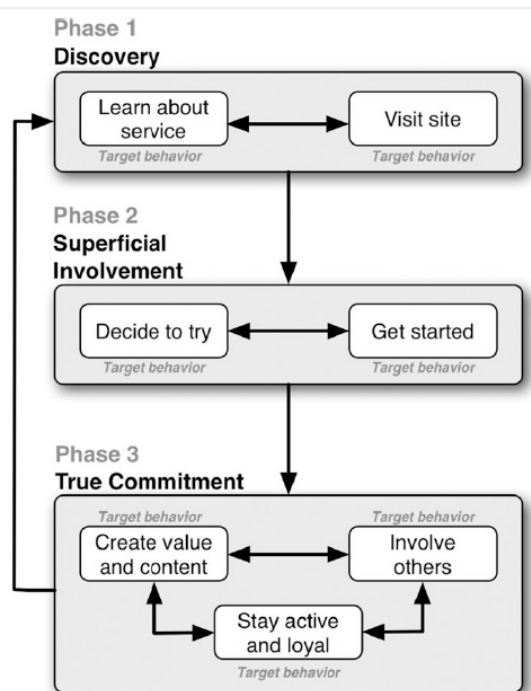 Phase 1
Discovery
Learn about
service
Visit site
Target behavior
Target behavior
Phase 2
Superficial
Involvement
Decide to try
Get started
Target behavior
Target behavior
Phase 3
True Commitment
Target behavior
Target behavior
Create value
and content
Involve
others
Stay active
and loyal
Target behavior